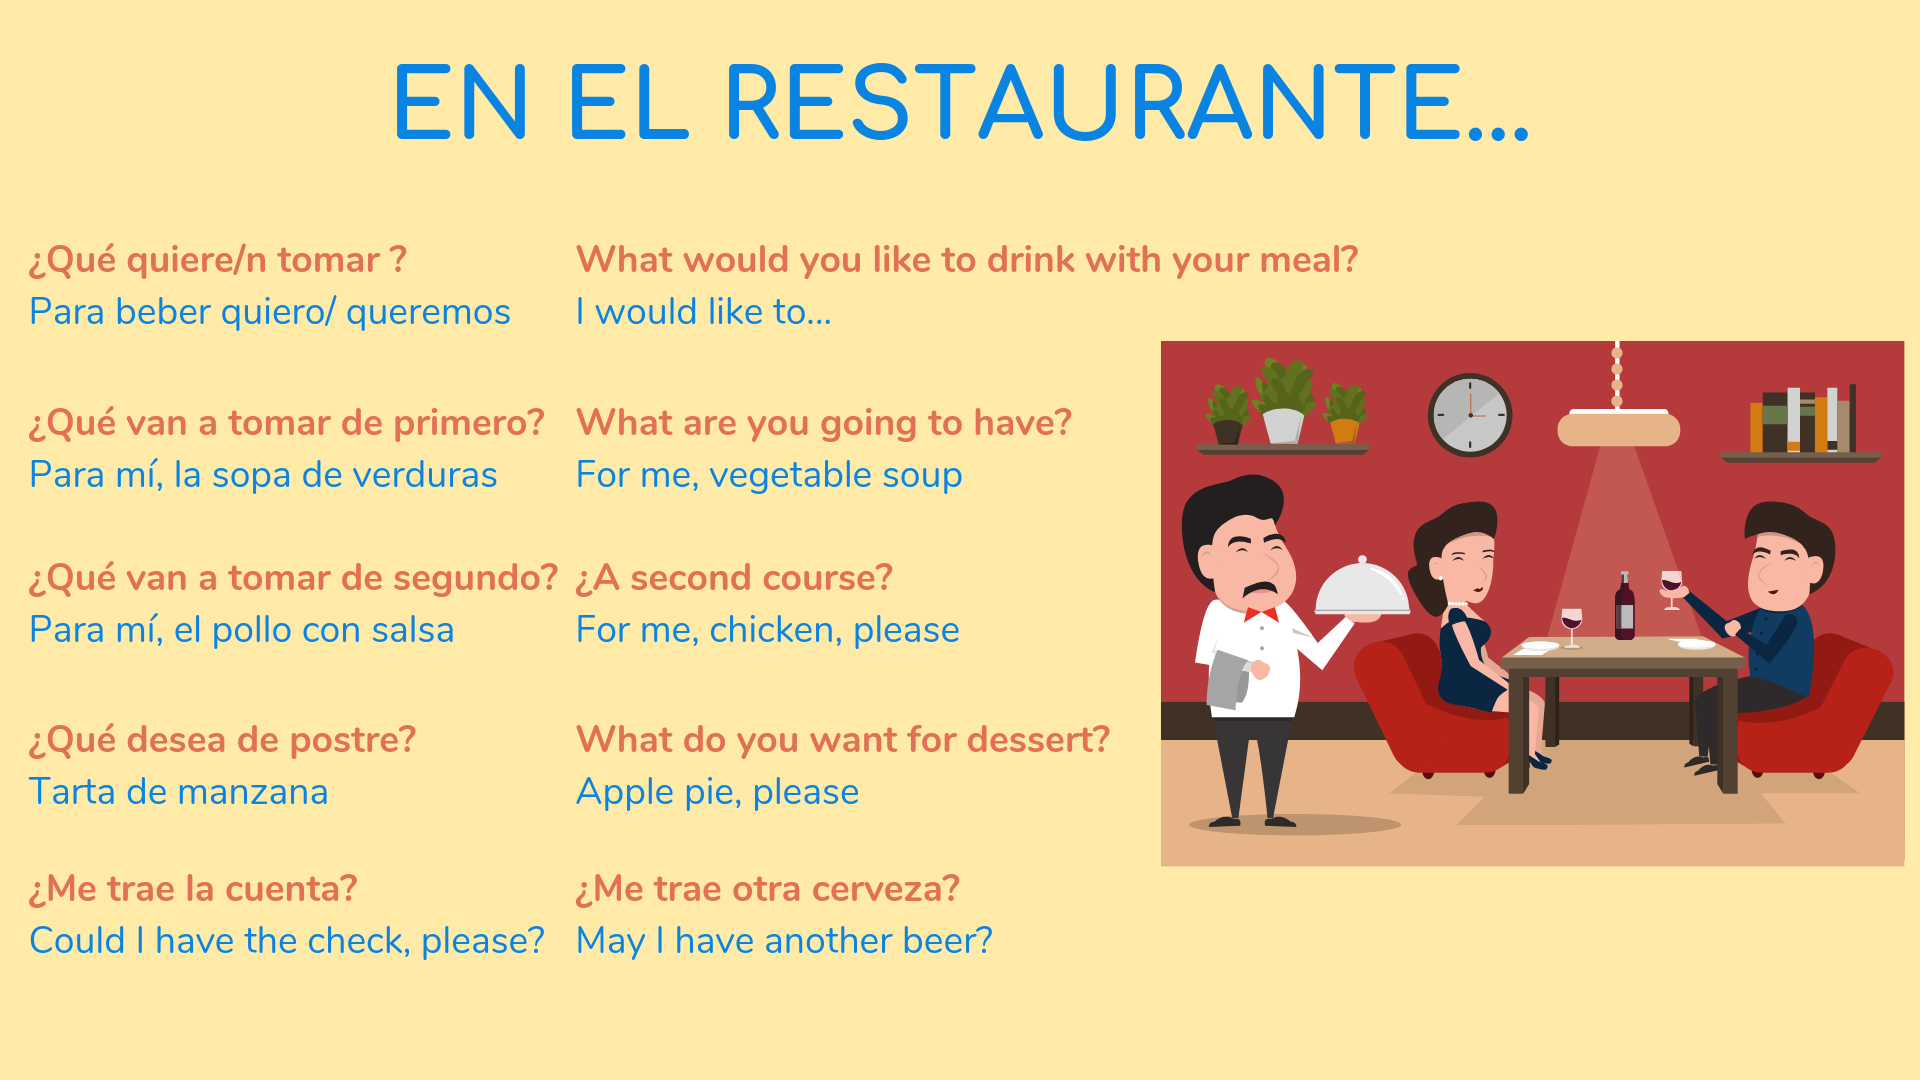 EN EL RESTAURANTE...
¿Qué quiere/n tomar ?
Para beber quiero/ queremos
What would you like to drink with your meal?
I would like to...
¿Qué van a tomar de primero?
Para mí, la sopa de verduras
What are you going to have?
For me, vegetable soup
¿Qué van a tomar de segundo?
Para mí, el pollo con salsa
¿A second course?
For me, chicken, please
¿Qué desea de postre?
Tarta de manzana
What do you want for dessert?
Apple pie, please
¿Me trae la cuenta?
Could I have the check, please?
¿Me trae otra cerveza?
May I have another beer?